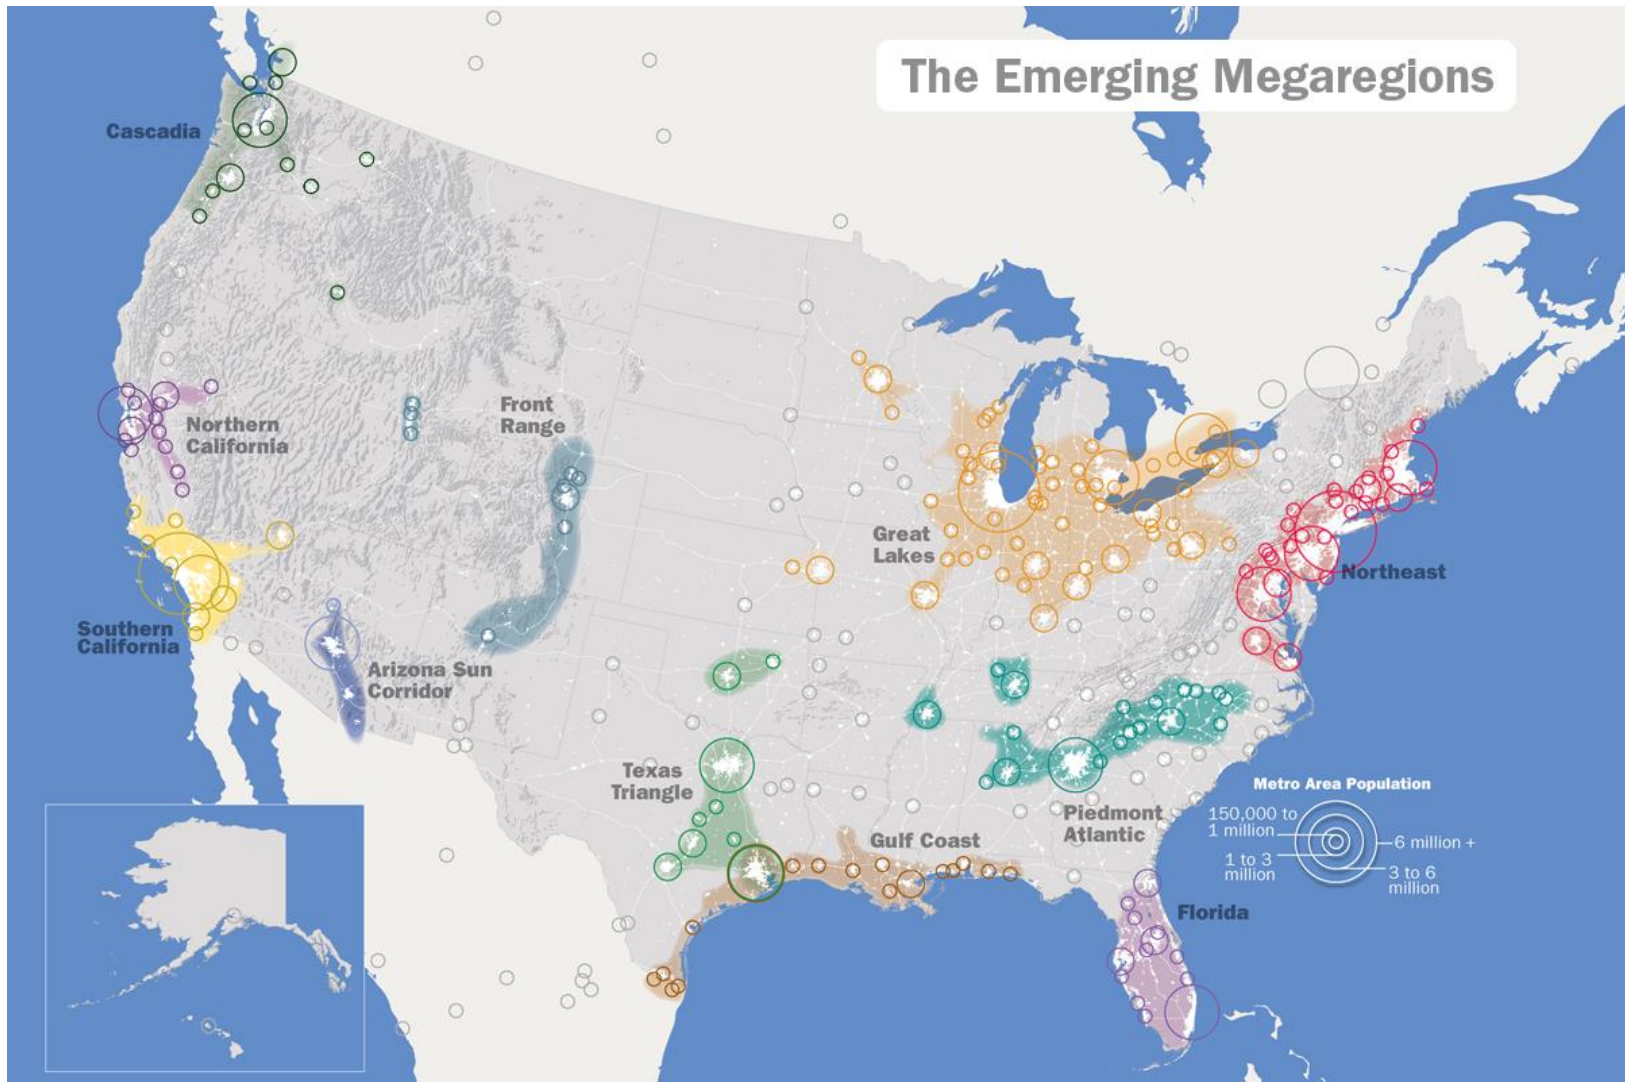 The Emerging Megaregions
Cascadia
Northern
California
Front
Range
Great
Lakes
Northeast
Southern
California
Arizona Sun
Corridor
Texas
Triangle
Gulf Coast
Piedmont
Atlantic
Florida
Metro Area Population
150,000 to
1 million
1 to 3
million
6 million +
3 to 6
million